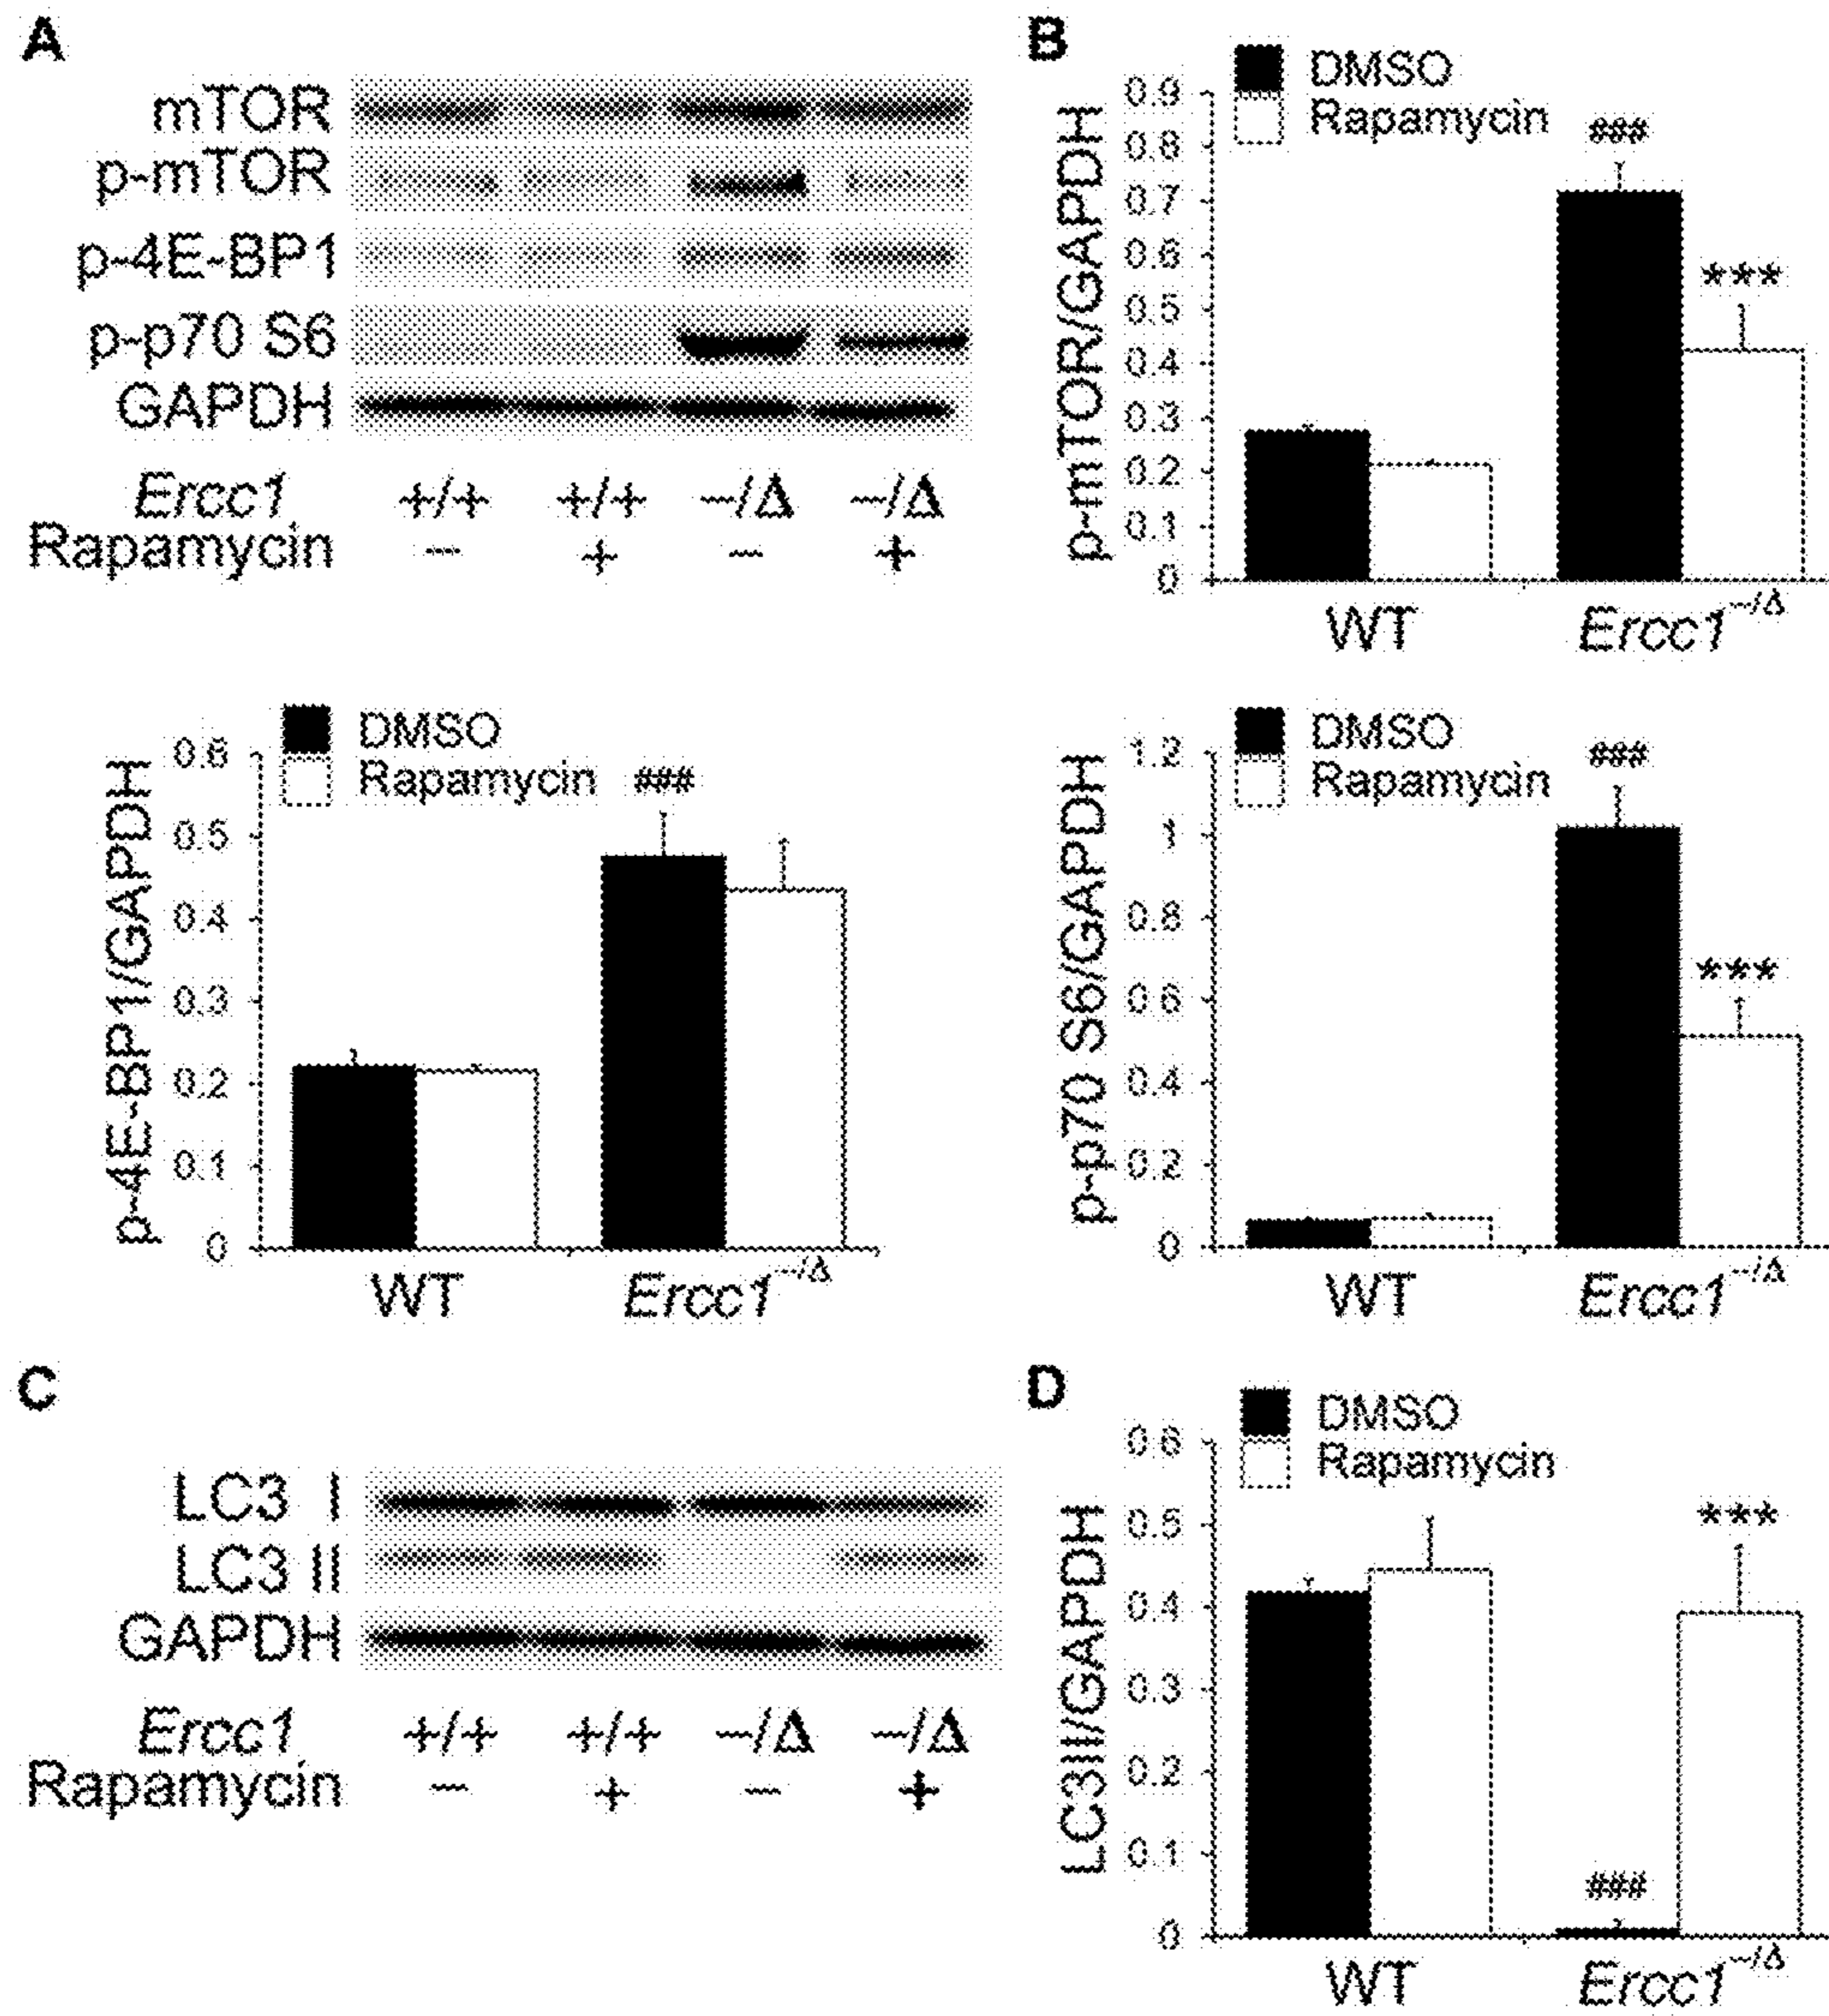 A
mTOR
p-mTOR
p-4E-BP1
p-p70 S6
GAPDH
Ercc1 +/+ +/+ –/Δ –/Δ
Rapamycin – + – +
B
DMSO
Rapamycin
p-mTOR/GAPDH
0.9
0.8
0.7
0.6
0.5
0.4
0.3
0.2
0.1
0
###
***
WT Ercc1–/Δ
DMSO
Rapamycin
p-4E-BP1/GAPDH
0.6
0.5
0.4
0.3
0.2
0.1
0
###
WT Ercc1–/Δ
DMSO
Rapamycin
p-p70 S6/GAPDH
1.2
1
0.8
0.6
0.4
0.2
0
###
***
WT Ercc1–/Δ
C
LC3 I
LC3 II
GAPDH
Ercc1 +/+ +/+ –/Δ –/Δ
Rapamycin – + – +
D
DMSO
Rapamycin
LC3II/GAPDH
0.6
0.5
0.4
0.3
0.2
0.1
0
###
***
WT Ercc1–/Δ